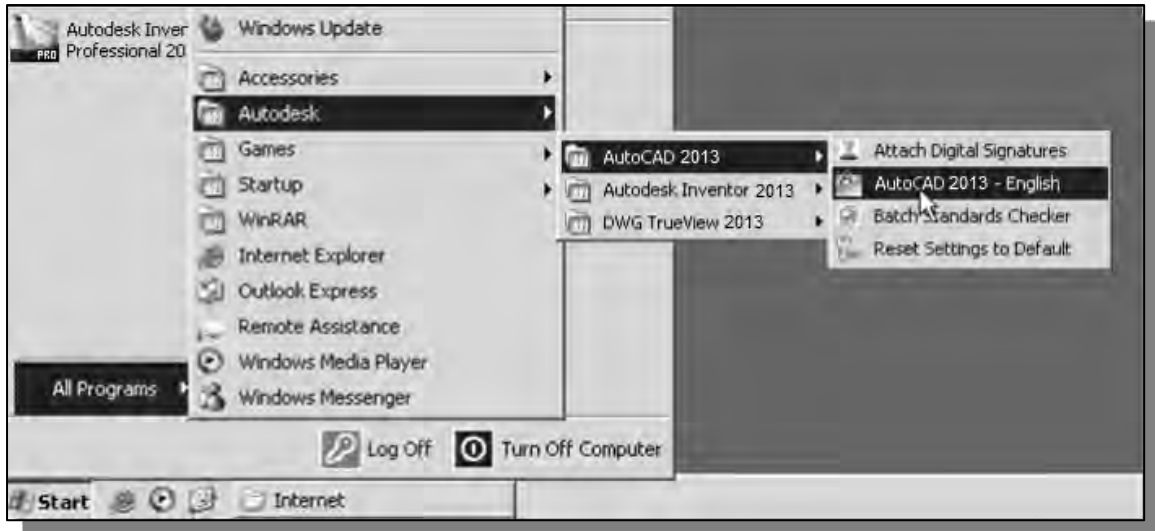 Autodesk Inver
PRO Professional 20
Windows Update
Accessories
Autodesk
Games
Startup
WinRAR
Internet Explorer
Outlook Express
Remote Assistance
Windows Media Player
Windows Messenger
AutoCAD 2013
Autodesk Inventor 2013
DWG TrueView 2013
Attach Digital Signatures
AutoCAD 2013 - English
Batch Standards Checker
Reset Settings to Default
All Programs
Log Off
Turn Off Computer
Start
Internet